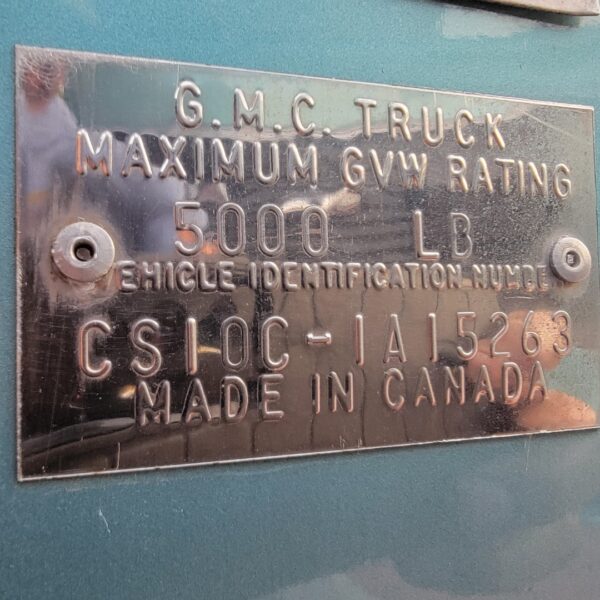 G.M.C. TRUCK
MAXIMUM GVW RATING
5000 LB
EHICLE IDENTIFICATION NUMBE
CS10C-1A15263
MADE IN CANADA